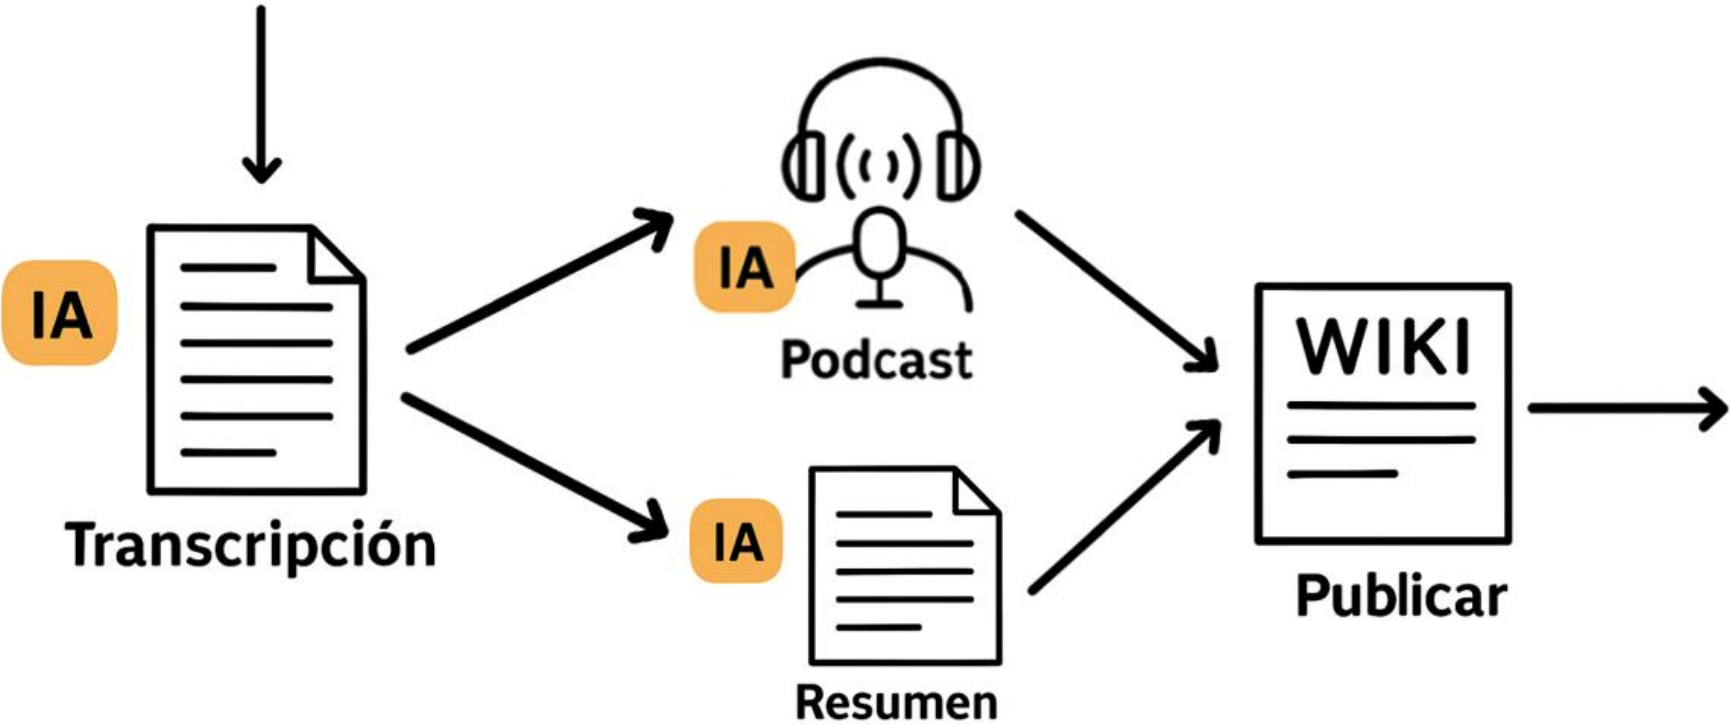 IA
Transcripción
IA
Podcast
IA
Resumen
WIKI
Publicar